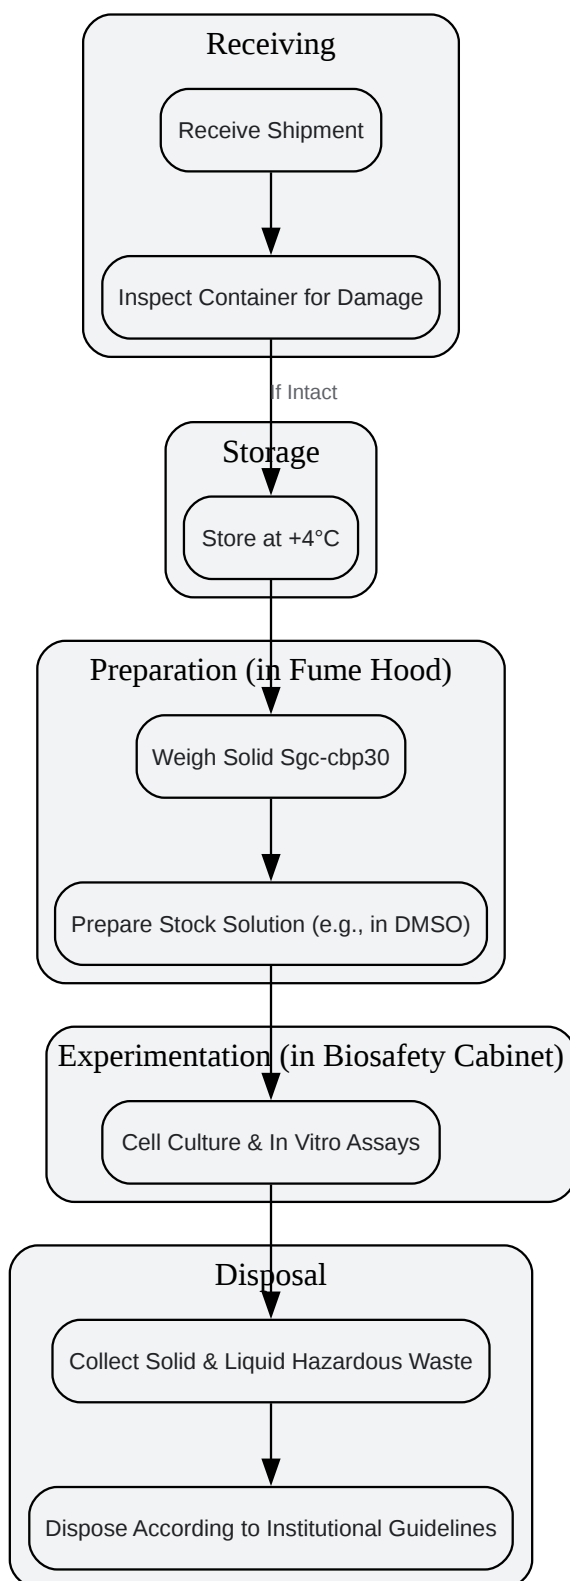 Receiving
Receive Shipment
Inspect Container for Damage
If Intact
Storage
Store at +4°C
Preparation (in Fume Hood)
Weigh Solid Sgc-cbp30
Prepare Stock Solution (e.g., in DMSO)
Experimentation (in Biosafety Cabinet)
Cell Culture & In Vitro Assays
Disposal
Collect Solid & Liquid Hazardous Waste
Dispose According to Institutional Guidelines